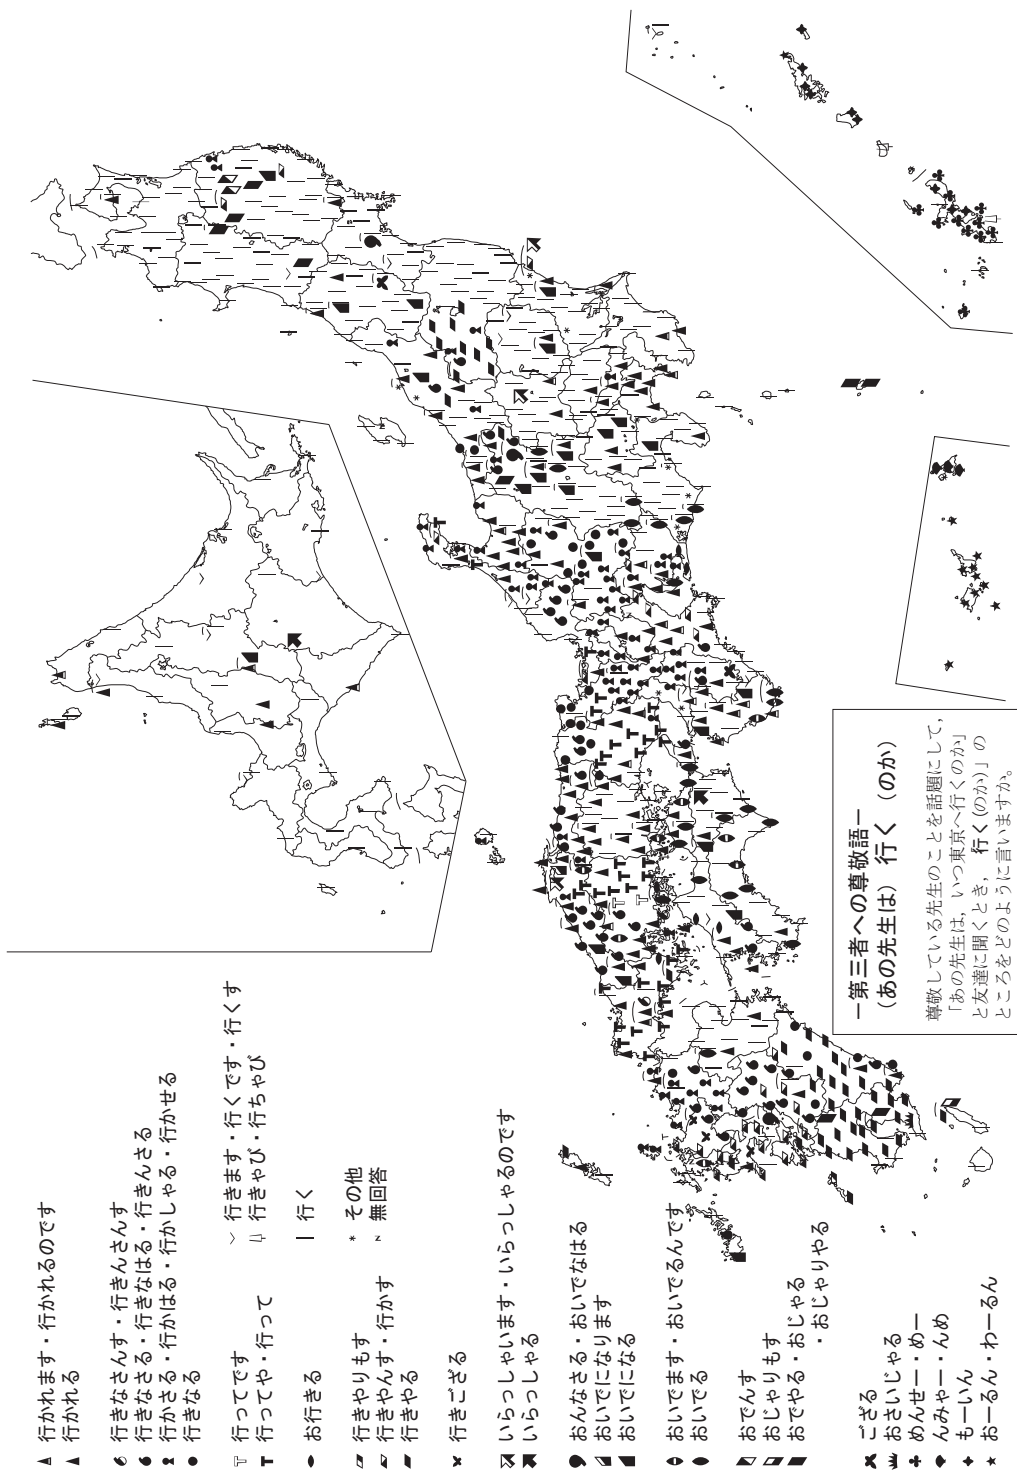 －第三者への尊敬語－
（あの先生は）行く（のか）
尊敬している先生のことを話題にして，
「あの先生は，いつ東京へ行くのか」
と友達に聞くとき，行く(のか)」の
ところをどのように言いますか。
行かれます・行かれるのです
行かれる
行きなさんす・行きんさんす
行きなさる・行きなはる・行きんさる
行かさる・行かはる・行かしゃる・行かせる
行きなる
行ってです
行ってや・行って
お行きる
行きやりもす
行きやんす・行かす
行きやる
行きござる
いらっしゃいます・いらっしゃるのです
いらっしゃる
おんなさる・おいでなはる
おいでになります
おいでになる
おいでます・おいでるんです
おいでる
おでんす
おじゃりもす
おでやる・おじゃる
・おじゃりやる
ござる
おさいじゃる
めんせー・めー
んみゃー・んめ
もーいん
おーるん・わーるん
行きます・行くです・行くす
行きゃび・行ちゃび
行く
その他
無回答